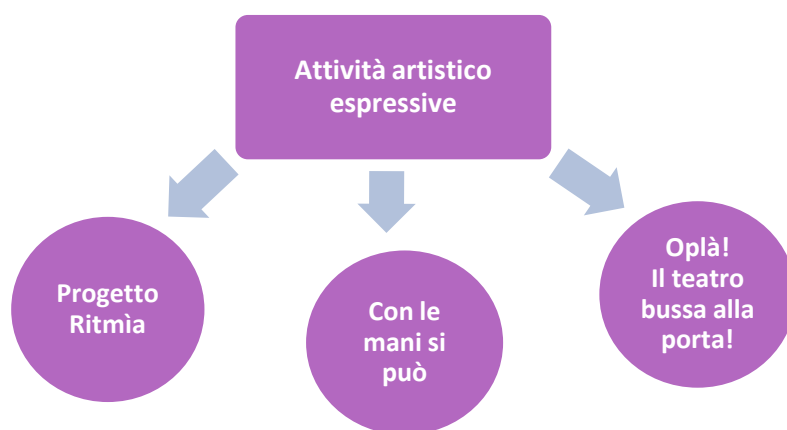 Attività artistico
espressive
Progetto
Ritmìa
Con le
mani si
può
Oplà!
Il teatro
bussa alla
porta!